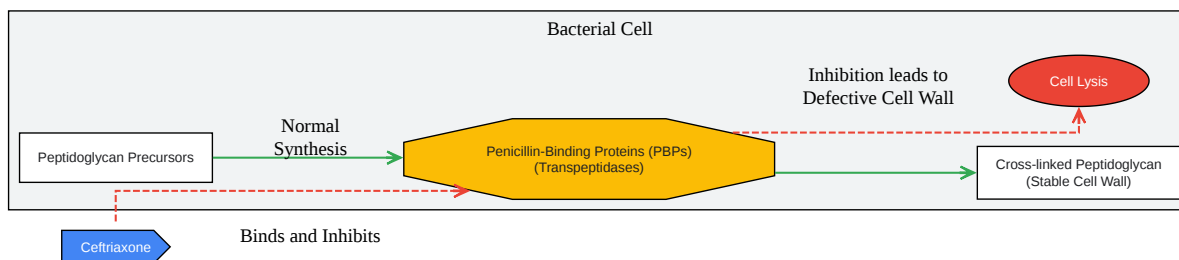 Bacterial Cell
Inhibition leads to
Defective Cell Wall
Cell Lysis
Normal
Synthesis
Peptidoglycan Precursors
Penicillin-Binding Proteins (PBPs)
(Transpeptidases)
Cross-linked Peptidoglycan
(Stable Cell Wall)
Ceftriaxone
Binds and Inhibits